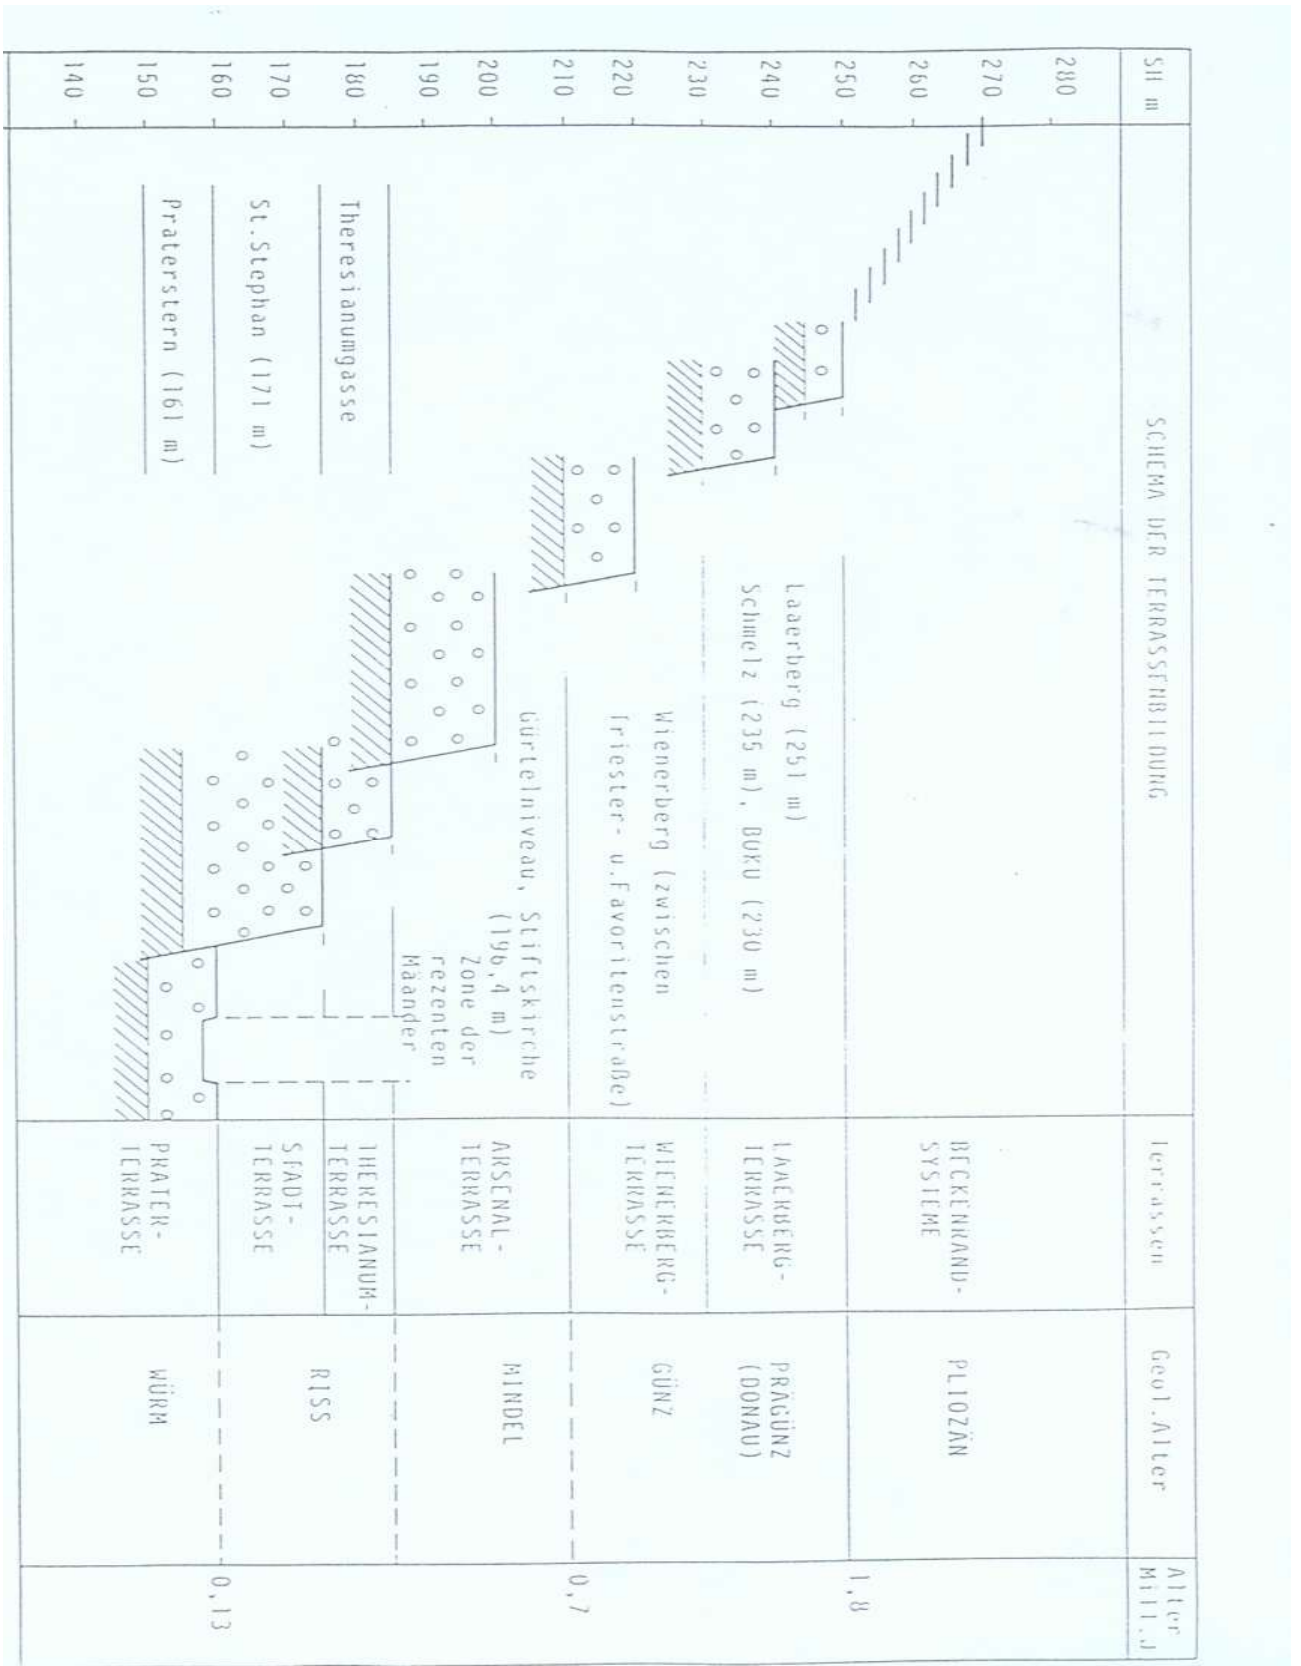 SH m
SCHEMA DER TERRASSENBILDUNG
Terrassen
Geol.Alter
Alter
Mill.J
280
270
260
250
240
230
220
210
200
190
180
170
160
150
140
BECKENRAND-
SYSTEME
PLIOZÄN
1,8
Laaerberg (251 m)
Schmelz (235 m), BUKU (230 m)
LAAERBERG-
TERRASSE
PRÄGÜNZ
(DONAU)
Wienerberg (zwischen
Triester- u.Favoritenstraße)
WIENERBERG-
TERRASSE
GÜNZ
0,7
Gürtelniveau, Stiftskirche
(196,4 m)
ARSENAL-
TERRASSE
MINDEL
Zone der
rezenten
Mäander
Theresianumgasse
THERESIANUM-
TERRASSE
RISS
St.Stephan (171 m)
STADT-
TERRASSE
0,13
Praterstern (161 m)
PRATER-
TERRASSE
WÜRM